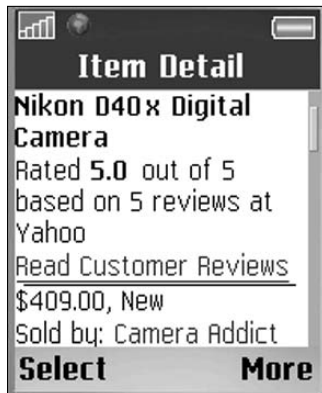 Item Detail
Nikon D40x Digital
Camera
Rated 5.0 out of 5
based on 5 reviews at
Yahoo
Read Customer Reviews
$409.00, New
Sold by: Camera Addict
Select More